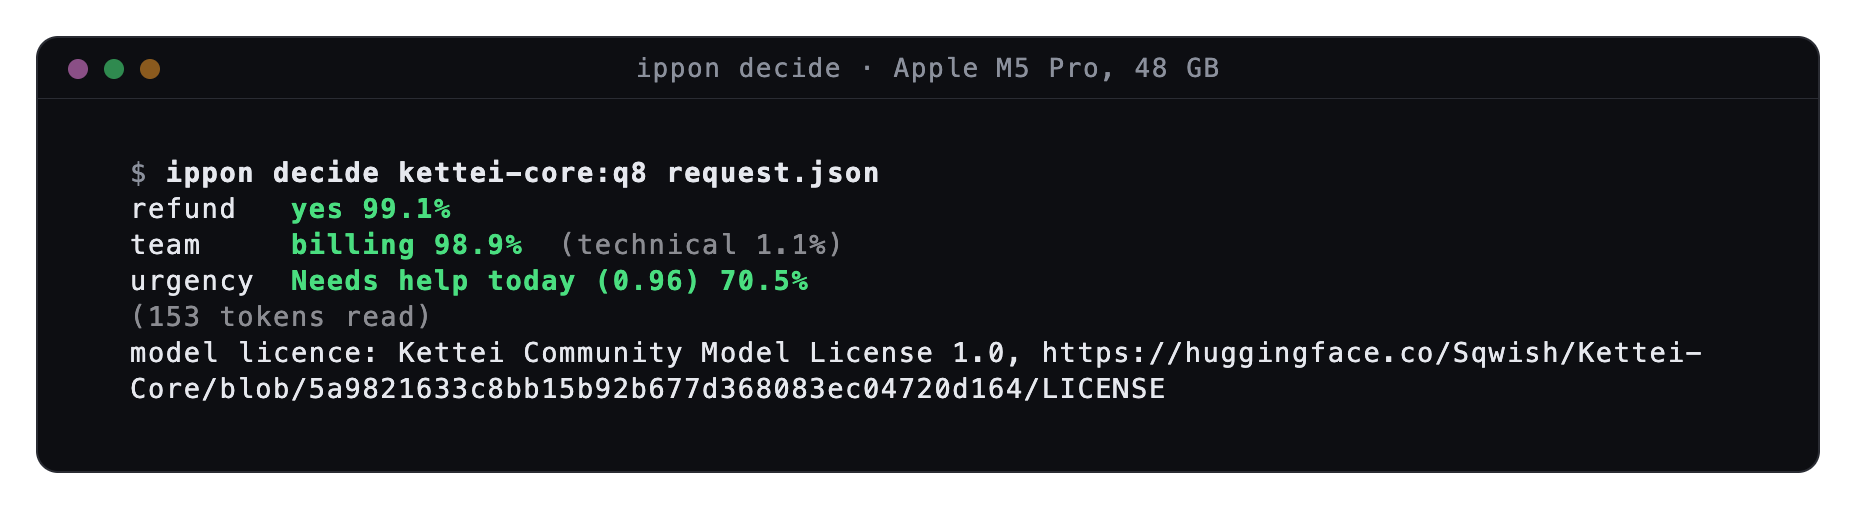 ippon decide · Apple M5 Pro, 48 GB
$ ippon decide kettei-core:q8 request.json
refund   yes 99.1%
team     billing 98.9%  (technical 1.1%)
urgency  Needs help today (0.96) 70.5%
(153 tokens read)
model licence: Kettei Community Model License 1.0, https://huggingface.co/Sqwish/Kettei-
Core/blob/5a9821633c8bb15b92b677d368083ec04720d164/LICENSE